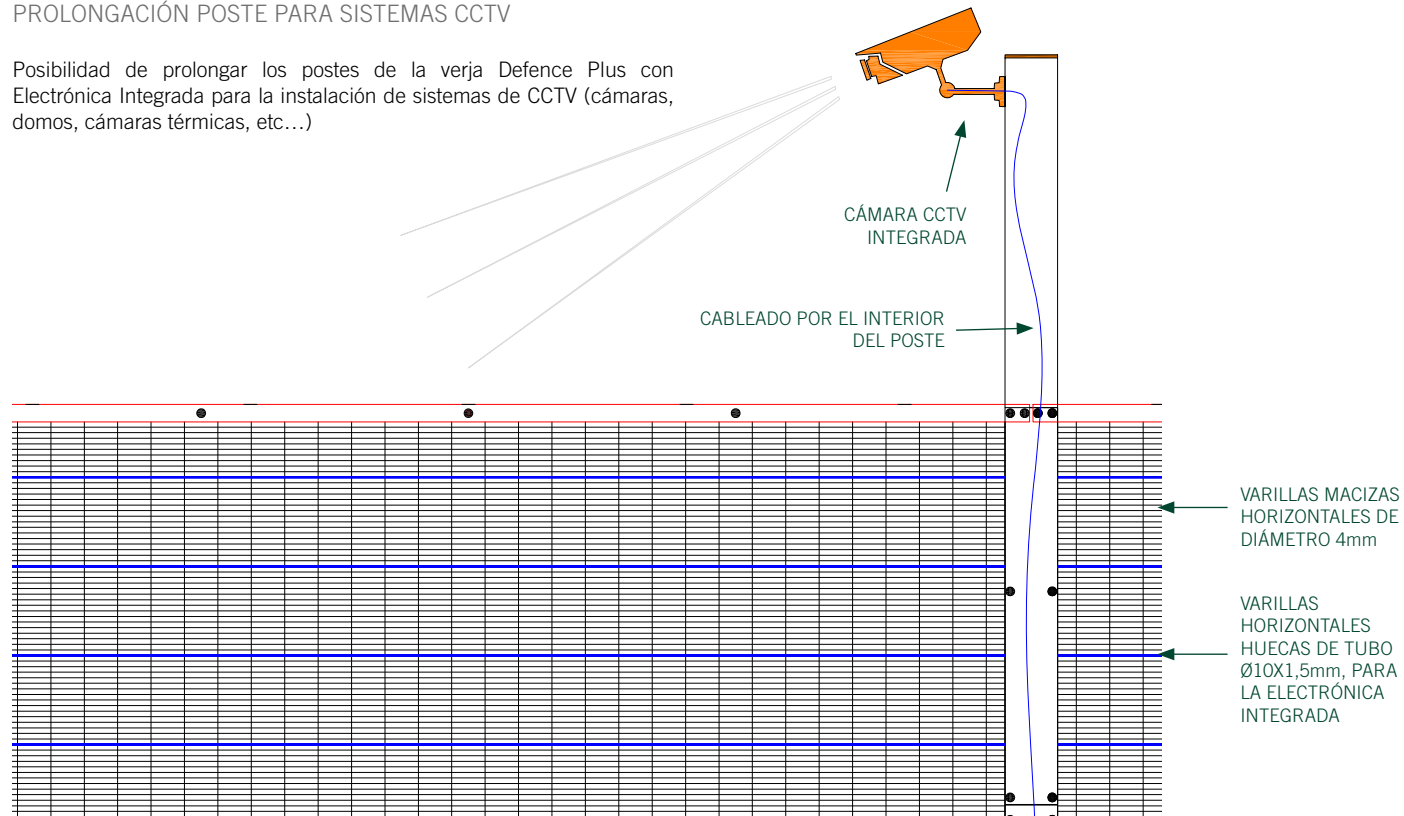 PROLONGACIÓN POSTE PARA SISTEMAS CCTV
Posibilidad de prolongar los postes de la verja Defence Plus con
Electrónica Integrada para la instalación de sistemas de CCTV (cámaras,
domos, cámaras térmicas, etc…)
CÁMARA CCTV
INTEGRADA
CABLEADO POR EL INTERIOR
DEL POSTE
VARILLAS MACIZAS
HORIZONTALES DE
DIÁMETRO 4mm
VARILLAS
HORIZONTALES
HUECAS DE TUBO
Ø10X1,5mm, PARA
LA ELECTRÓNICA
INTEGRADA